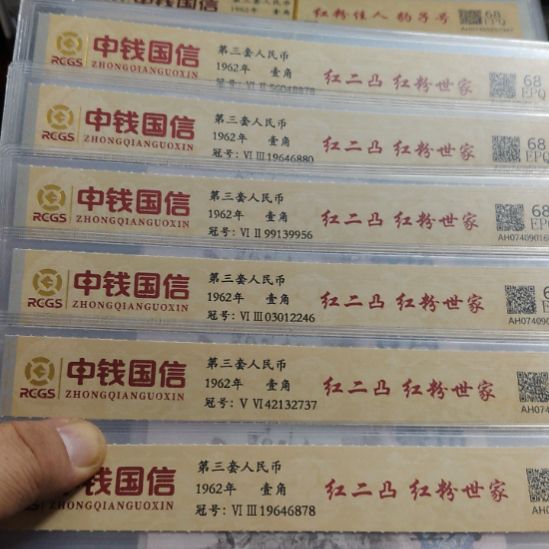 红粉佳人 豹子号
68
EPQ
RCGS
中钱国信
ZHONGQIANGUOXIN
第三套人民币
1962年 壹角
红二凸 红粉世家
68
EPQ
RCGS
中钱国信
ZHONGQIANGUOXIN
第三套人民币
1962年 壹角
冠号: VI III 19646880
红二凸 红粉世家
68
EPQ
RCGS
中钱国信
ZHONGQIANGUOXIN
第三套人民币
1962年 壹角
冠号: VI II 99139956
红二凸 红粉世家
68
EPQ
AH07409016
RCGS
中钱国信
ZHONGQIANGUOXIN
第三套人民币
1962年 壹角
冠号: VI III 03012246
红二凸 红粉世家
AH07409
RCGS
中钱国信
ZHONGQIANGUOXIN
第三套人民币
1962年 壹角
冠号: V VI 42132737
红二凸 红粉世家
AH074
中钱国信
ZHONGQIANGUOXIN
第三套人民币
1962年 壹角
冠号: VI III 19646878
红二凸 红粉世家